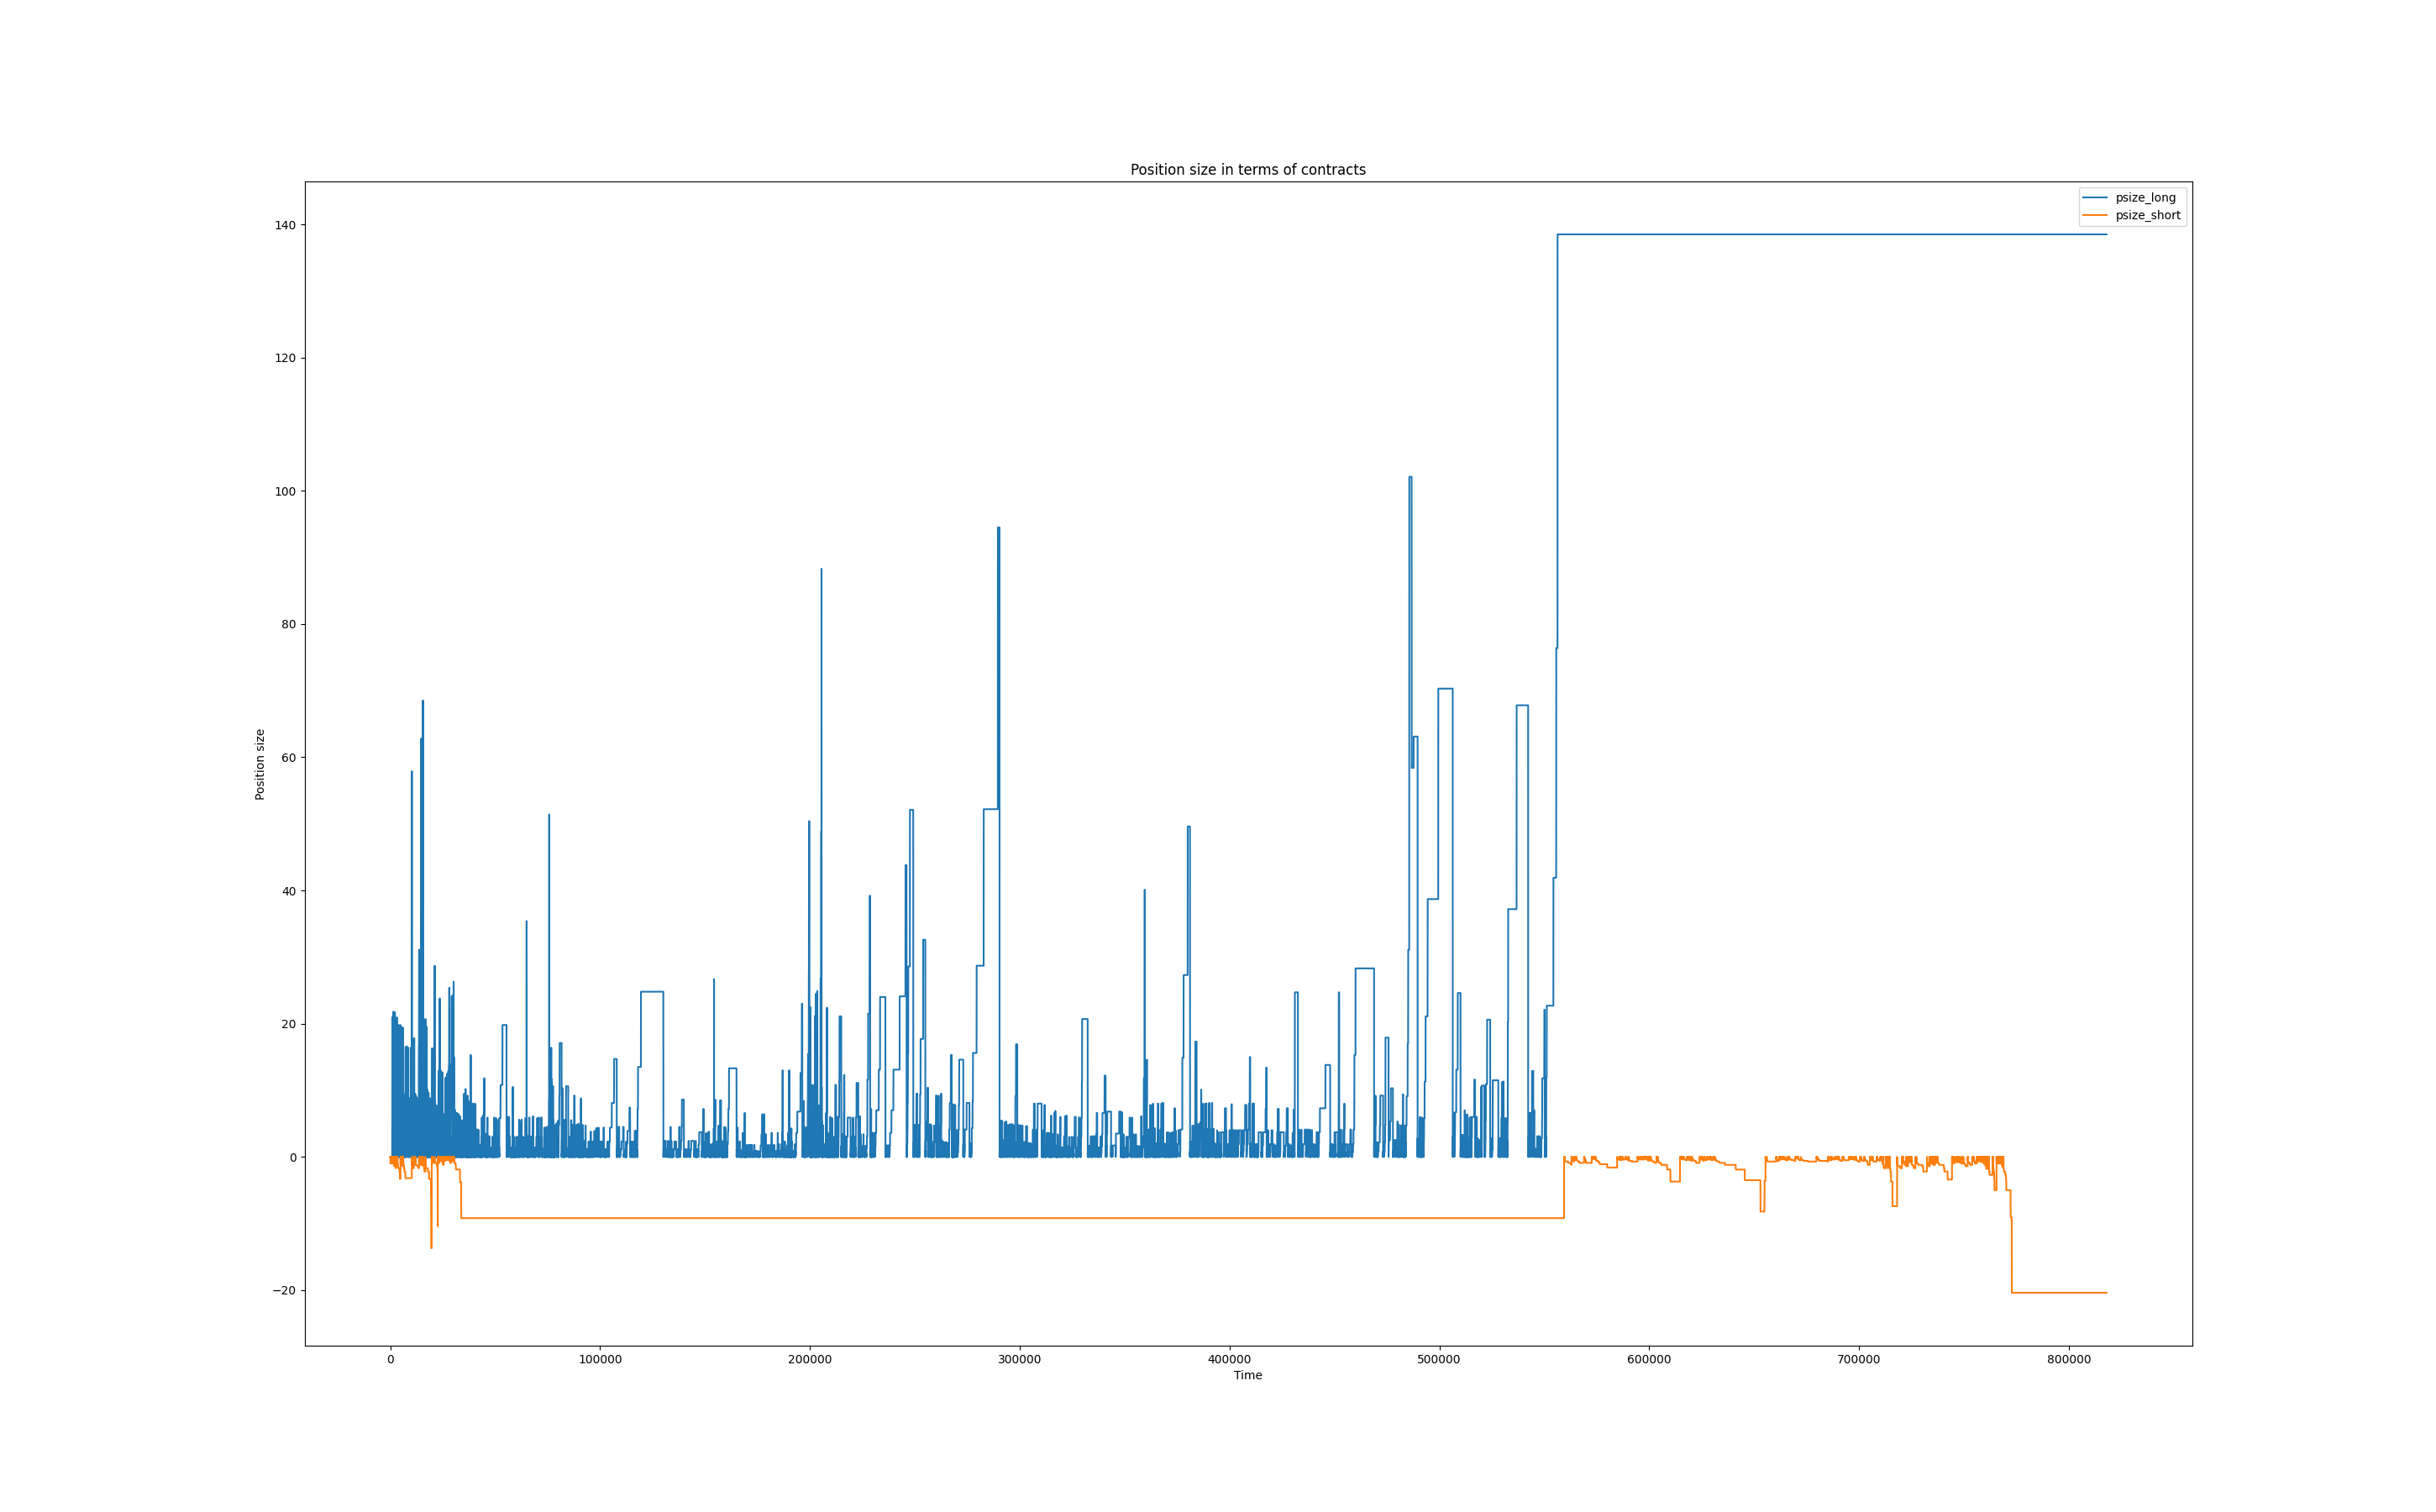 Position size in terms of contracts
psize_long
psize_short
Position size
140
120
100
80
60
40
20
0
−20
0 100000 200000 300000 400000 500000 600000 700000 800000
Time